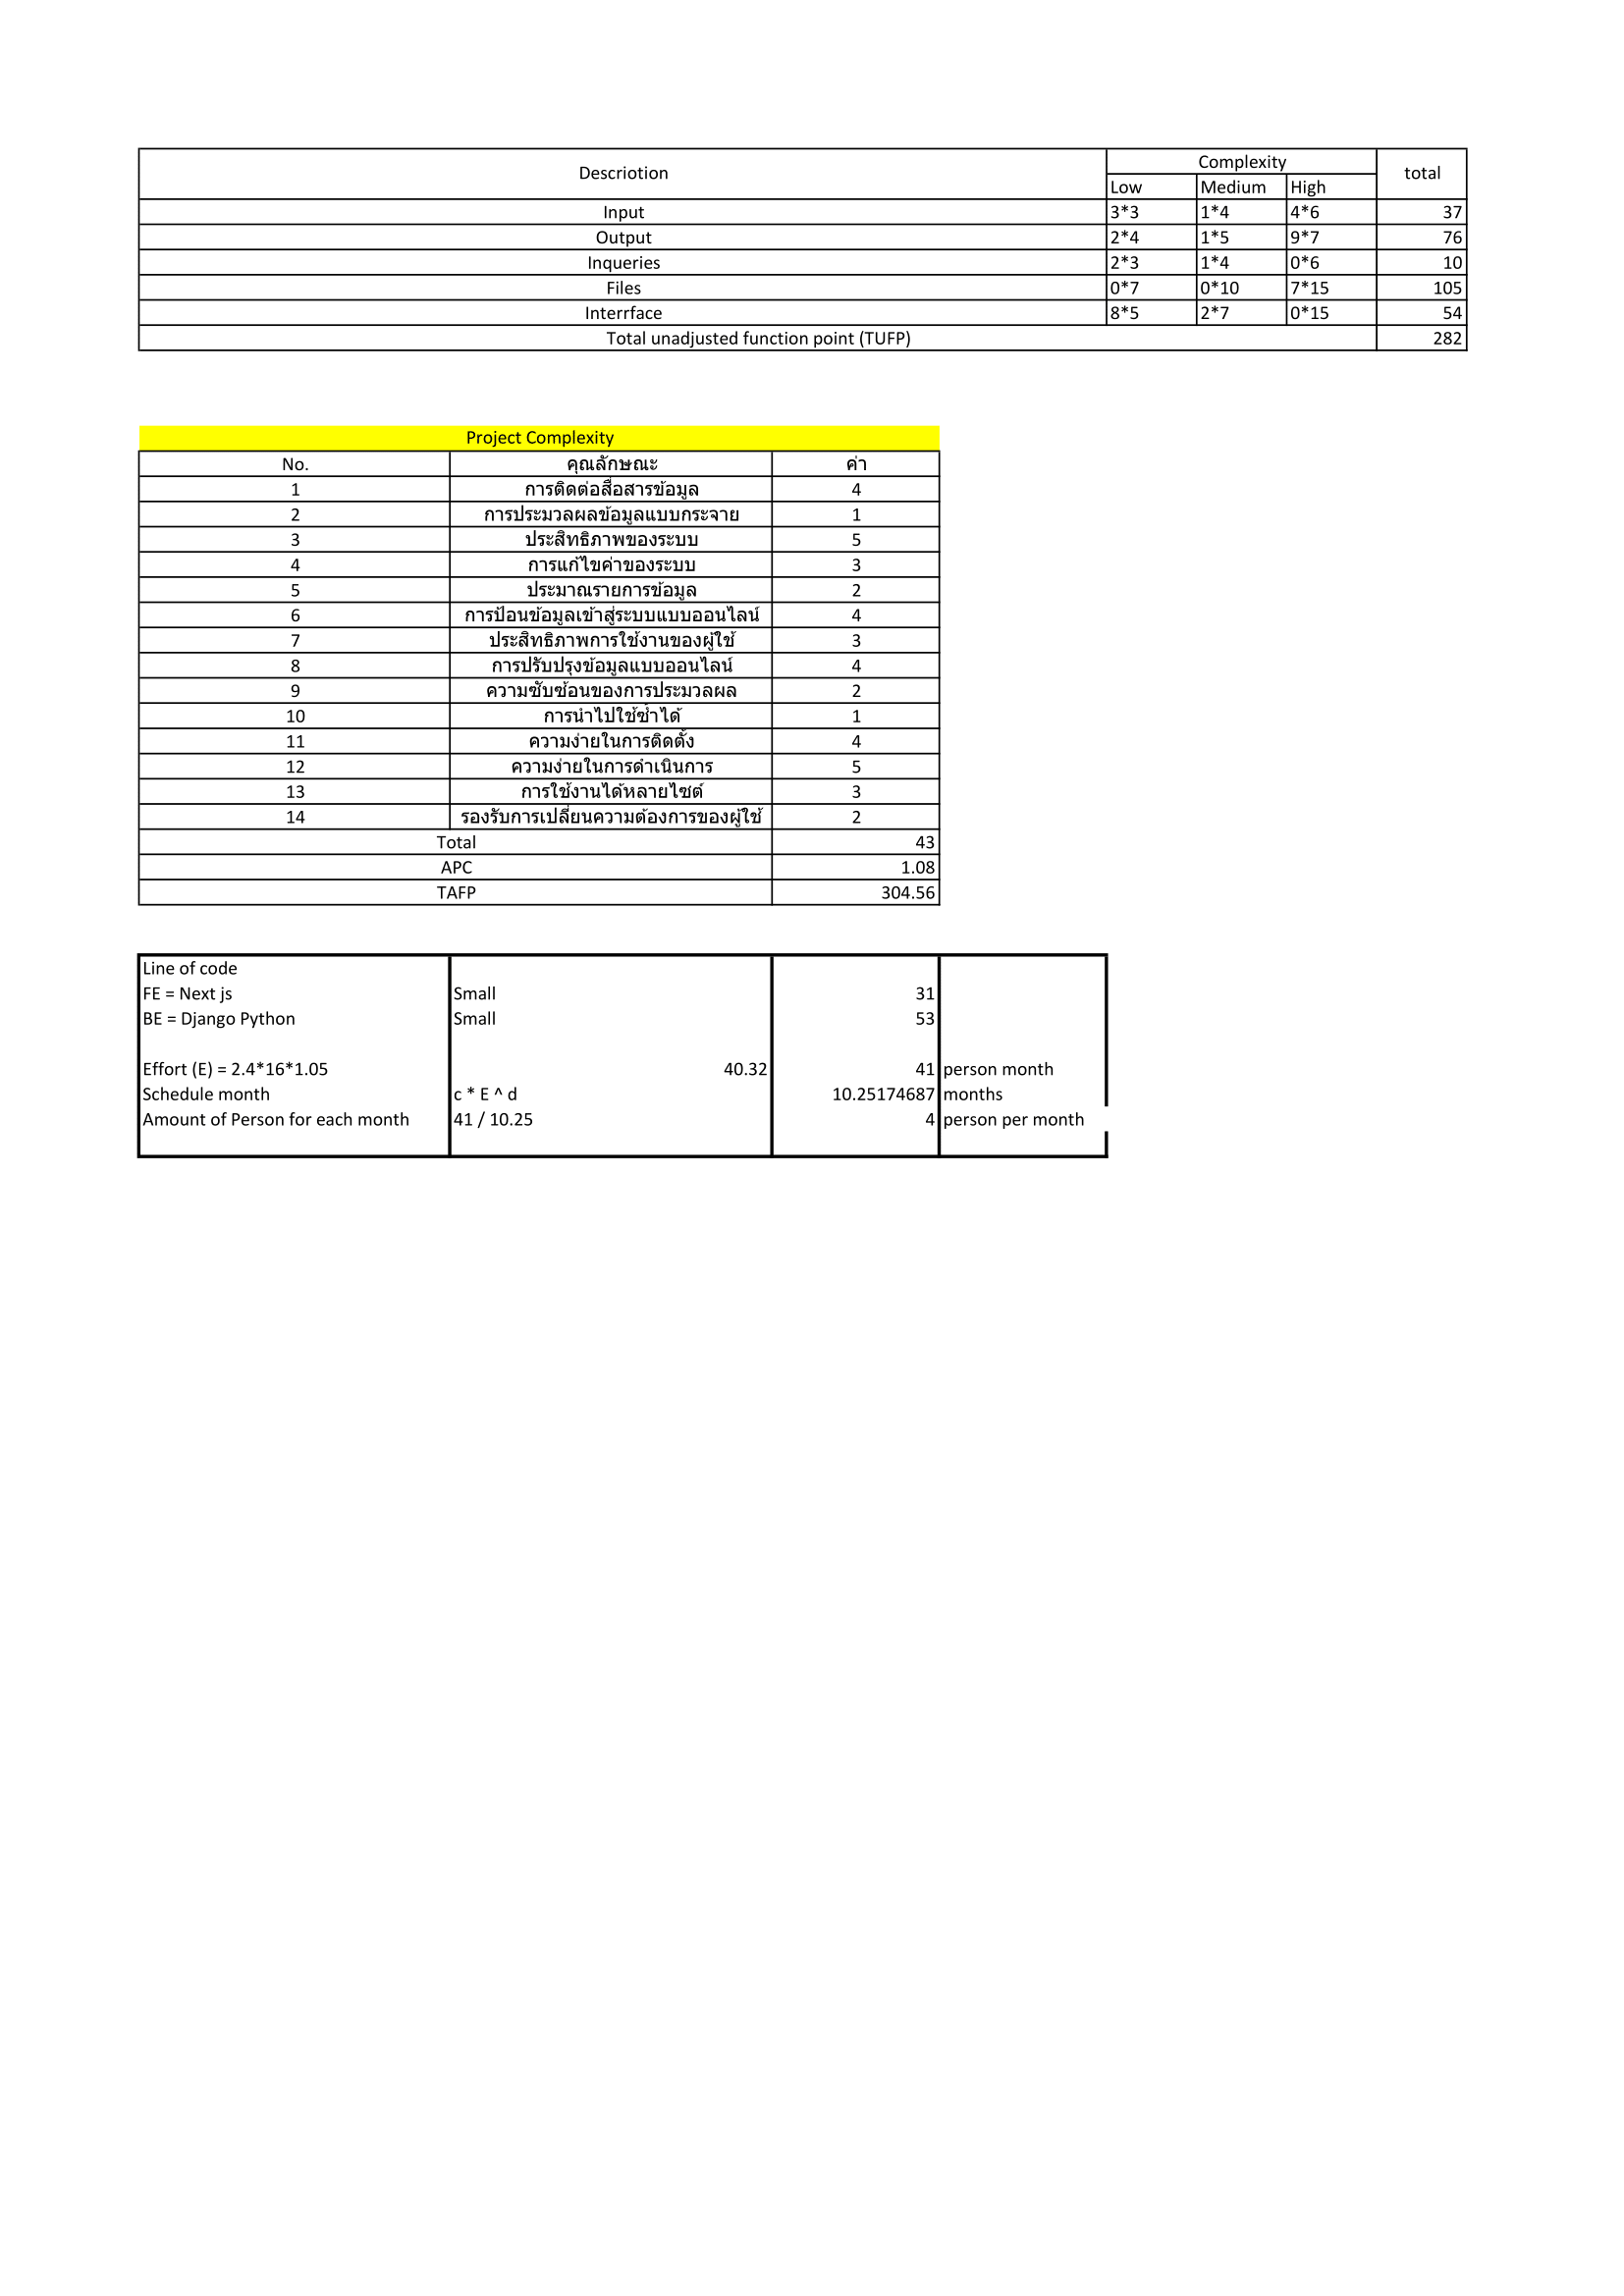 Descriotion Complexity total
Low Medium High
Input 3*3 1*4 4*6 37
Output 2*4 1*5 9*7 76
Inqueries 2*3 1*4 0*6 10
Files 0*7 0*10 7*15 105
Interrface 8*5 2*7 0*15 54
Total unadjusted function point (TUFP) 282
Project Complexity
No. คุณลักษณะ ค่า
1 การติดต่อสื่อสารข้อมูล 4
2 การประมวลผลข้อมูลแบบกระจาย 1
3 ประสิทธิภาพของระบบ 5
4 การแก้ไขค่าของระบบ 3
5 ประมาณรายการข้อมูล 2
6 การป้อนข้อมูลเข้าสู่ระบบแบบออนไลน์ 4
7 ประสิทธิภาพการใช้งานของผู้ใช้ 3
8 การปรับปรุงข้อมูลแบบออนไลน์ 4
9 ความซับซ้อนของการประมวลผล 2
10 การนำไปใช้ซ้ำได้ 1
11 ความง่ายในการติดตั้ง 4
12 ความง่ายในการดำเนินการ 5
13 การใช้งานได้หลายไซต์ 3
14 รองรับการเปลี่ยนความต้องการของผู้ใช้ 2
Total 43
APC 1.08
TAFP 304.56
Line of code
FE = Next js Small 31
BE = Django Python Small 53
Effort (E) = 2.4*16*1.05 40.32 41 person month
Schedule month c * E ^ d 10.25174687 months
Amount of Person for each month 41 / 10.25 4 person per month